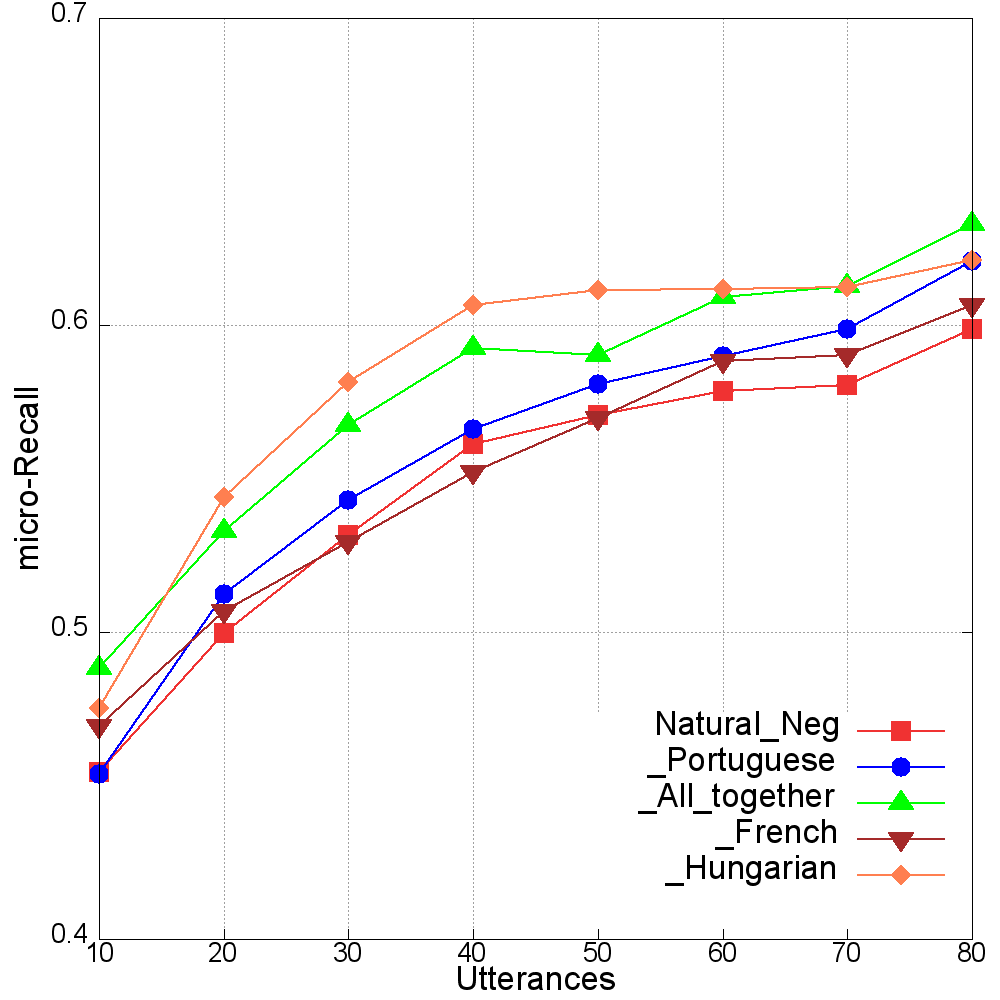 0.7
0.6
0.5
0.4
micro-Recall
Natural_Neg
_Portuguese
_All_together
_French
_Hungarian
10 20 30 40 50 60 70 80
Utterances